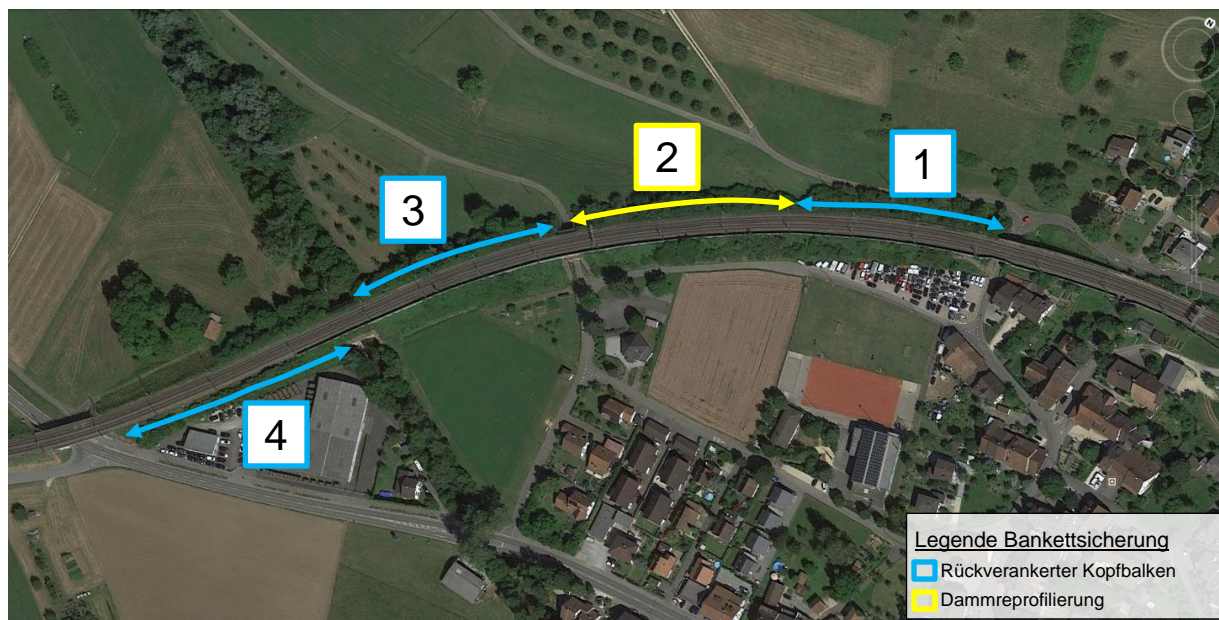 2
1
3
4
N
Legende Bankettsicherung
Rückverankerter Kopfbalken
Dammreprofilierung